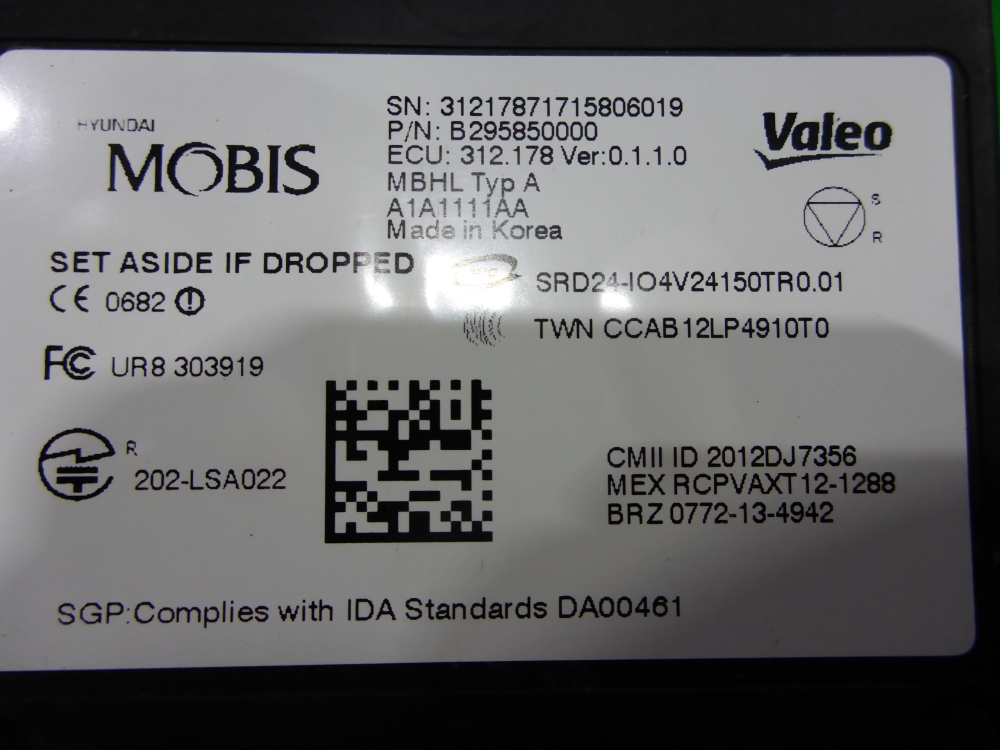 HYUNDAI
MOBIS
SN: 31217871715806019
P/N: B295850000
ECU: 312.178 Ver:0.1.1.0
MBHL Typ A
A1A1111AA
Made in Korea
Valeo
S
R
SET ASIDE IF DROPPED
CE 0682
SRD24-IO4V24150TR0.01
TWN CCAB12LP4910T0
FC UR8 303919
R
202-LSA022
CMII ID 2012DJ7356
MEX RCPVAXT12-1288
BRZ 0772-13-4942
SGP:Complies with IDA Standards DA00461